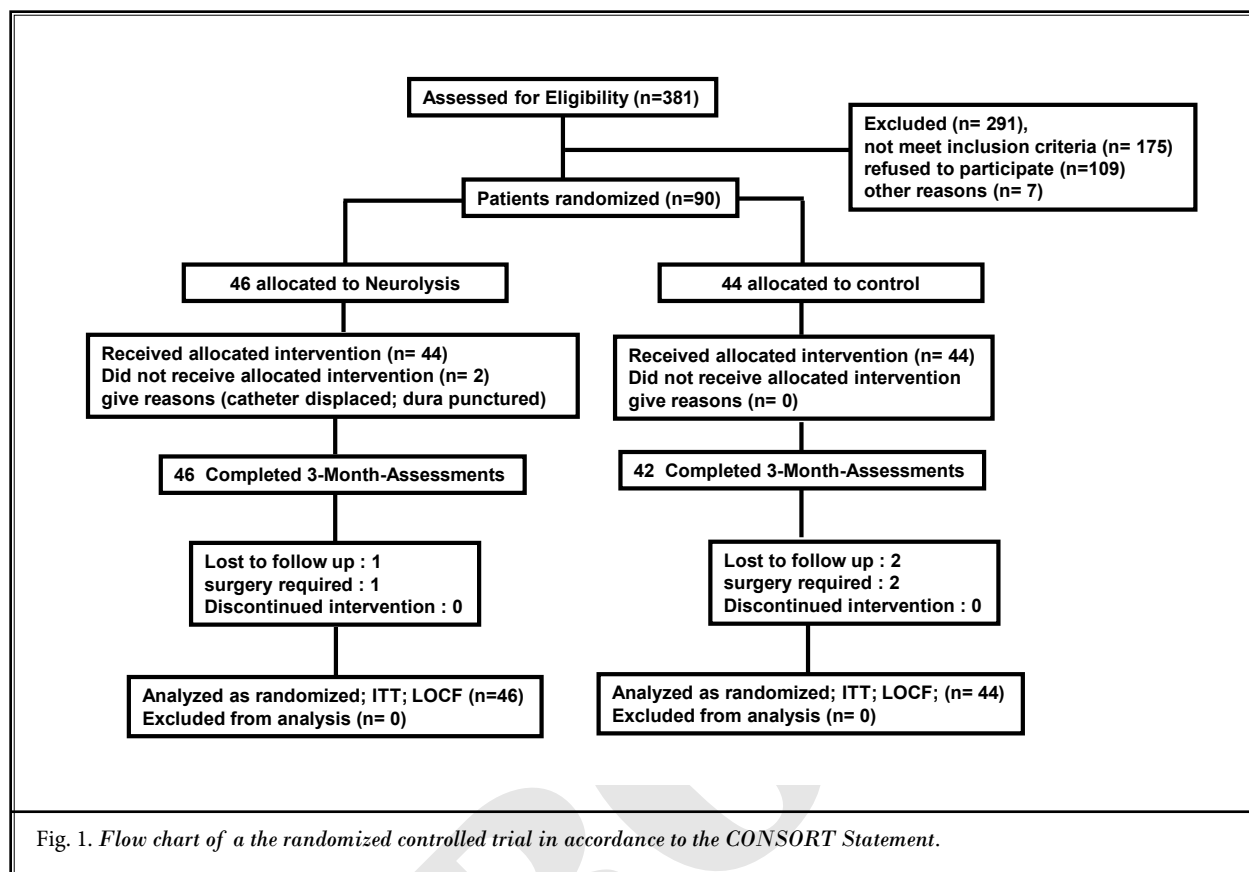 Assessed for Eligibility (n=381)
Excluded (n= 291),
not meet inclusion criteria (n= 175)
refused to participate (n=109)
other reasons (n= 7)
Patients randomized (n=90)
46 allocated to Neurolysis
44 allocated to control
Received allocated intervention (n= 44)
Did not receive allocated intervention (n= 2)
give reasons (catheter displaced; dura punctured)
Received allocated intervention (n= 44)
Did not receive allocated intervention
give reasons (n= 0)
46 Completed 3-Month-Assessments
42 Completed 3-Month-Assessments
Lost to follow up : 1
surgery required : 1
Discontinued intervention : 0
Lost to follow up : 2
surgery required : 2
Discontinued intervention : 0
Analyzed as randomized; ITT; LOCF (n=46)
Excluded from analysis (n= 0)
Analyzed as randomized; ITT; LOCF; (n= 44)
Excluded from analysis (n= 0)
Fig. 1. Flow chart of a the randomized controlled trial in accordance to the CONSORT Statement.